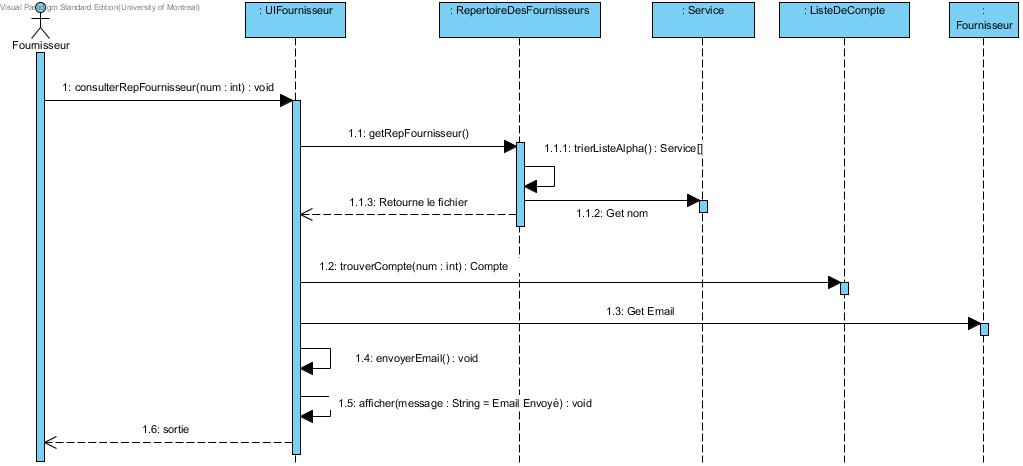 Visual Paradigm Standard Edition(University of Montreal)
Fournisseur
: UIFournisseur
: RepertoireDesFournisseurs
: Service
: ListeDeCompte
:
Fournisseur
1: consulterRepFournisseur(num : int) : void
1.1: getRepFournisseur()
1.1.1: trierListeAlpha() : Service[]
1.1.3: Retourne le fichier
1.1.2: Get nom
1.2: trouverCompte(num : int) : Compte
1.3: Get Email
1.4: envoyerEmail() : void
1.5: afficher(message : String = Email Envoyé) : void
1.6: sortie